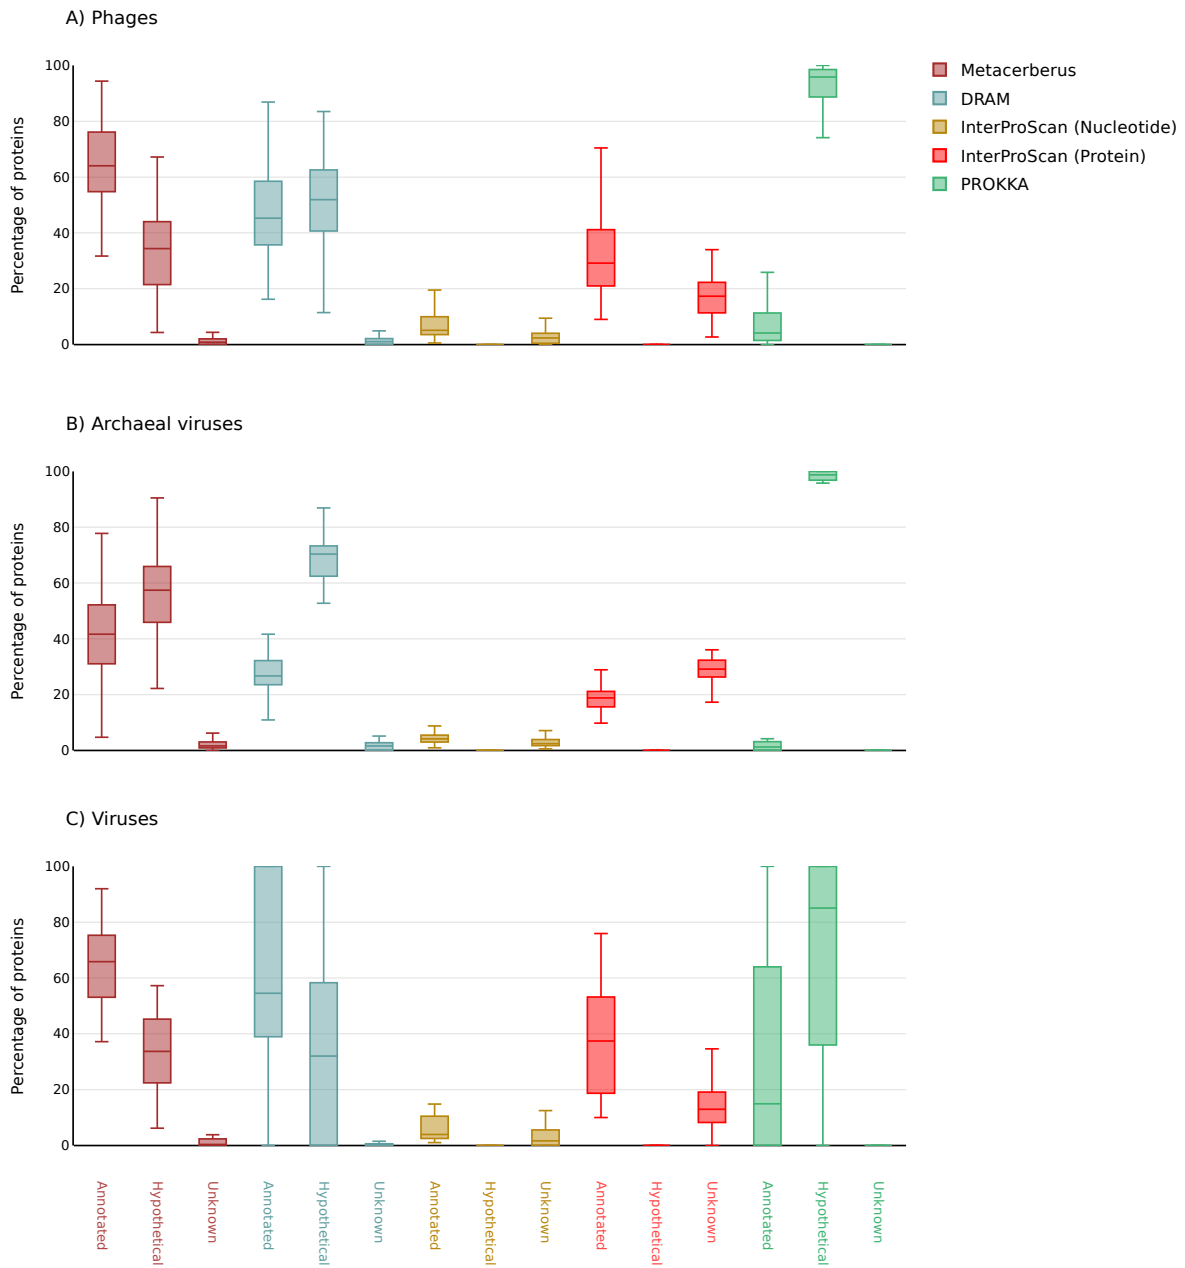 A) Phages
Percentage of proteins
100
80
60
40
20
0
Metacerberus
DRAM
InterProScan (Nucleotide)
InterProScan (Protein)
PROKKA
B) Archaeal viruses
Percentage of proteins
100
80
60
40
20
0
C) Viruses
Percentage of proteins
100
80
60
40
20
0
Annotated
Hypothetical
Unknown
Annotated
Hypothetical
Unknown
Annotated
Hypothetical
Unknown
Annotated
Hypothetical
Unknown
Annotated
Hypothetical
Unknown